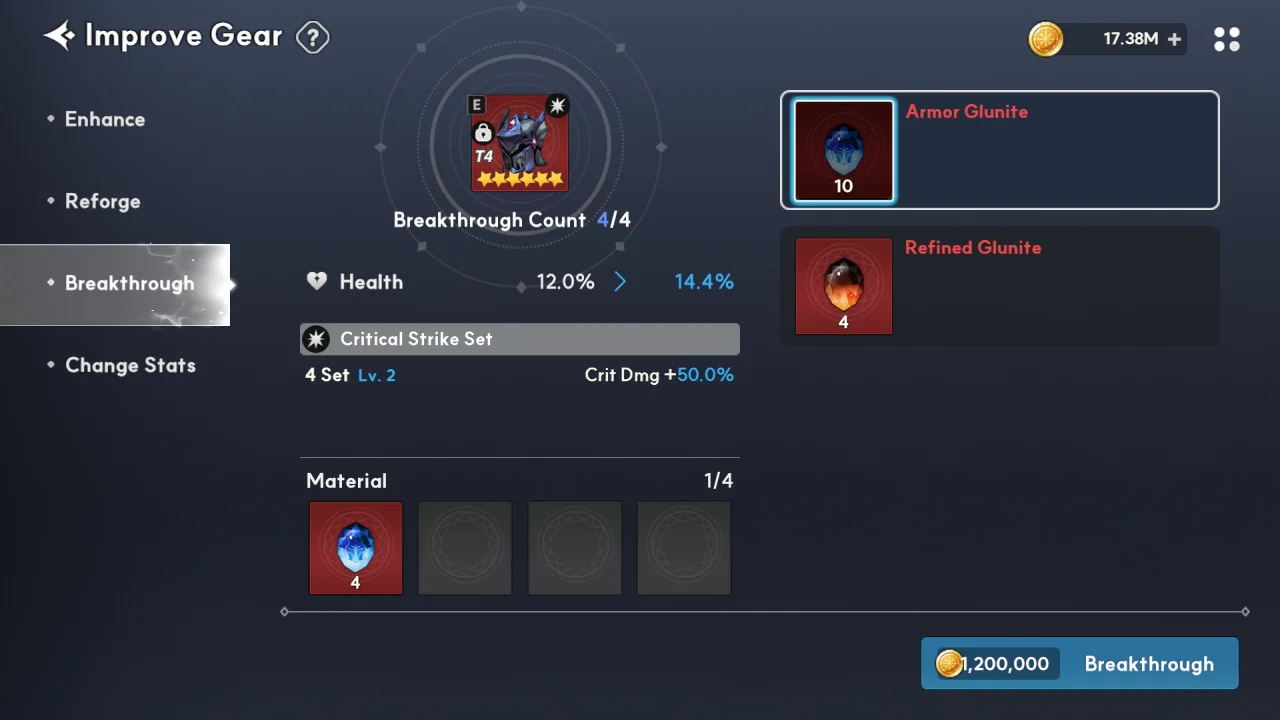 Improve Gear ?
17.38M +
Enhance
Reforge
Breakthrough
Change Stats
E
T4
Breakthrough Count 4/4
Health 12.0% > 14.4%
Critical Strike Set
4 Set Lv. 2 Crit Dmg +50.0%
Material 1/4
4
Armor Glunite
10
Refined Glunite
4
1,200,000 Breakthrough